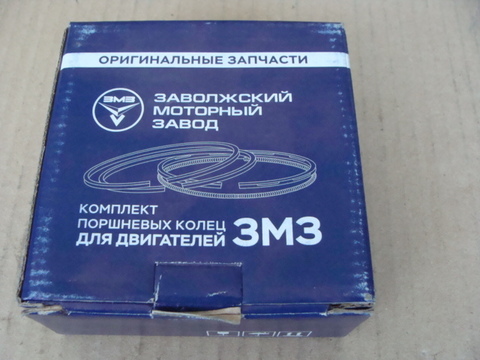 ОРИГИНАЛЬНЫЕ ЗАПЧАСТИ
ЗМЗ
ЗАВОЛЖСКИЙ
МОТОРНЫЙ
ЗАВОД
КОМПЛЕКТ
ПОРШНЕВЫХ КОЛЕЦ
ДЛЯ ДВИГАТЕЛЕЙ ЗМЗ